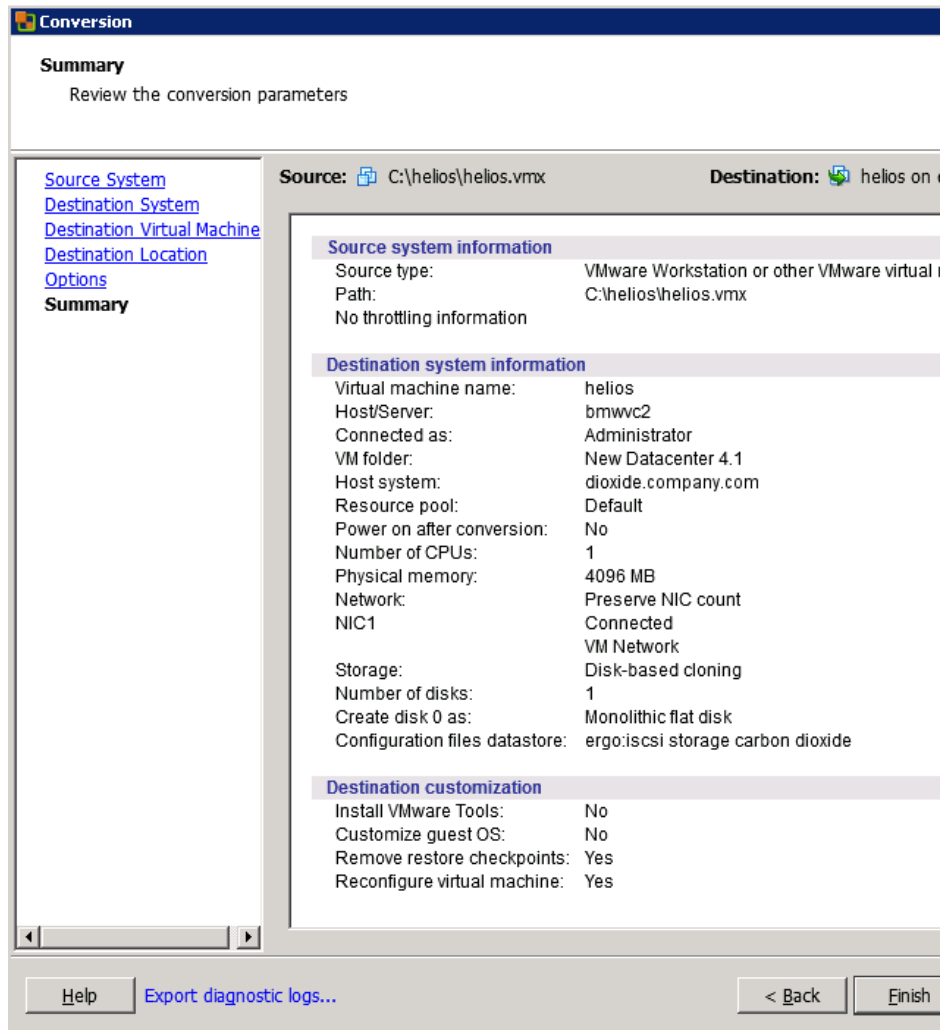 Conversion
Summary
Review the conversion parameters
Source System
Destination System
Destination Virtual Machine
Destination Location
Options
Summary
Source: C:\helios\helios.vmx Destination: helios on
Source system information
Source type: VMware Workstation or other VMware virtual
Path: C:\helios\helios.vmx
No throttling information
Destination system information
Virtual machine name: helios
Host/Server: bmwvc2
Connected as: Administrator
VM folder: New Datacenter 4.1
Host system: dioxide.company.com
Resource pool: Default
Power on after conversion: No
Number of CPUs: 1
Physical memory: 4096 MB
Network: Preserve NIC count
NIC1 Connected
VM Network
Storage: Disk-based cloning
Number of disks: 1
Create disk 0 as: Monolithic flat disk
Configuration files datastore: ergo:iscsi storage carbon dioxide
Destination customization
Install VMware Tools: No
Customize guest OS: No
Remove restore checkpoints: Yes
Reconfigure virtual machine: Yes
Help Export diagnostic logs... < Back Finish